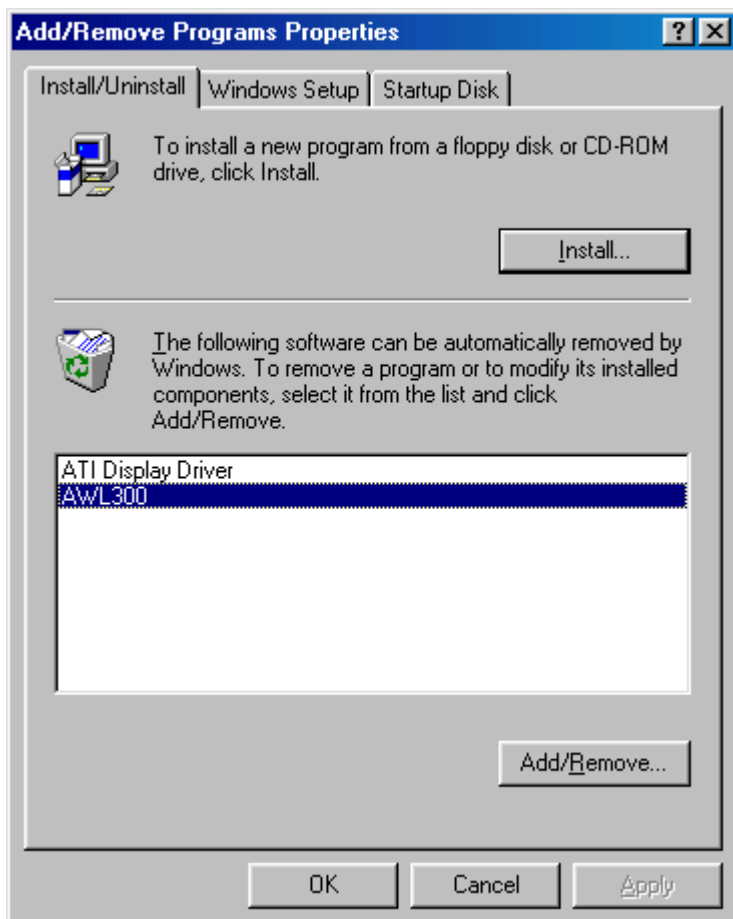 Add/Remove Programs Properties
Install/Uninstall
Windows Setup
Startup Disk
To install a new program from a floppy disk or CD-ROM
drive, click Install.
Install...
The following software can be automatically removed by
Windows. To remove a program or to modify its installed
components, select it from the list and click
Add/Remove.
ATI Display Driver
AWL300
Add/Remove...
OK
Cancel
Apply